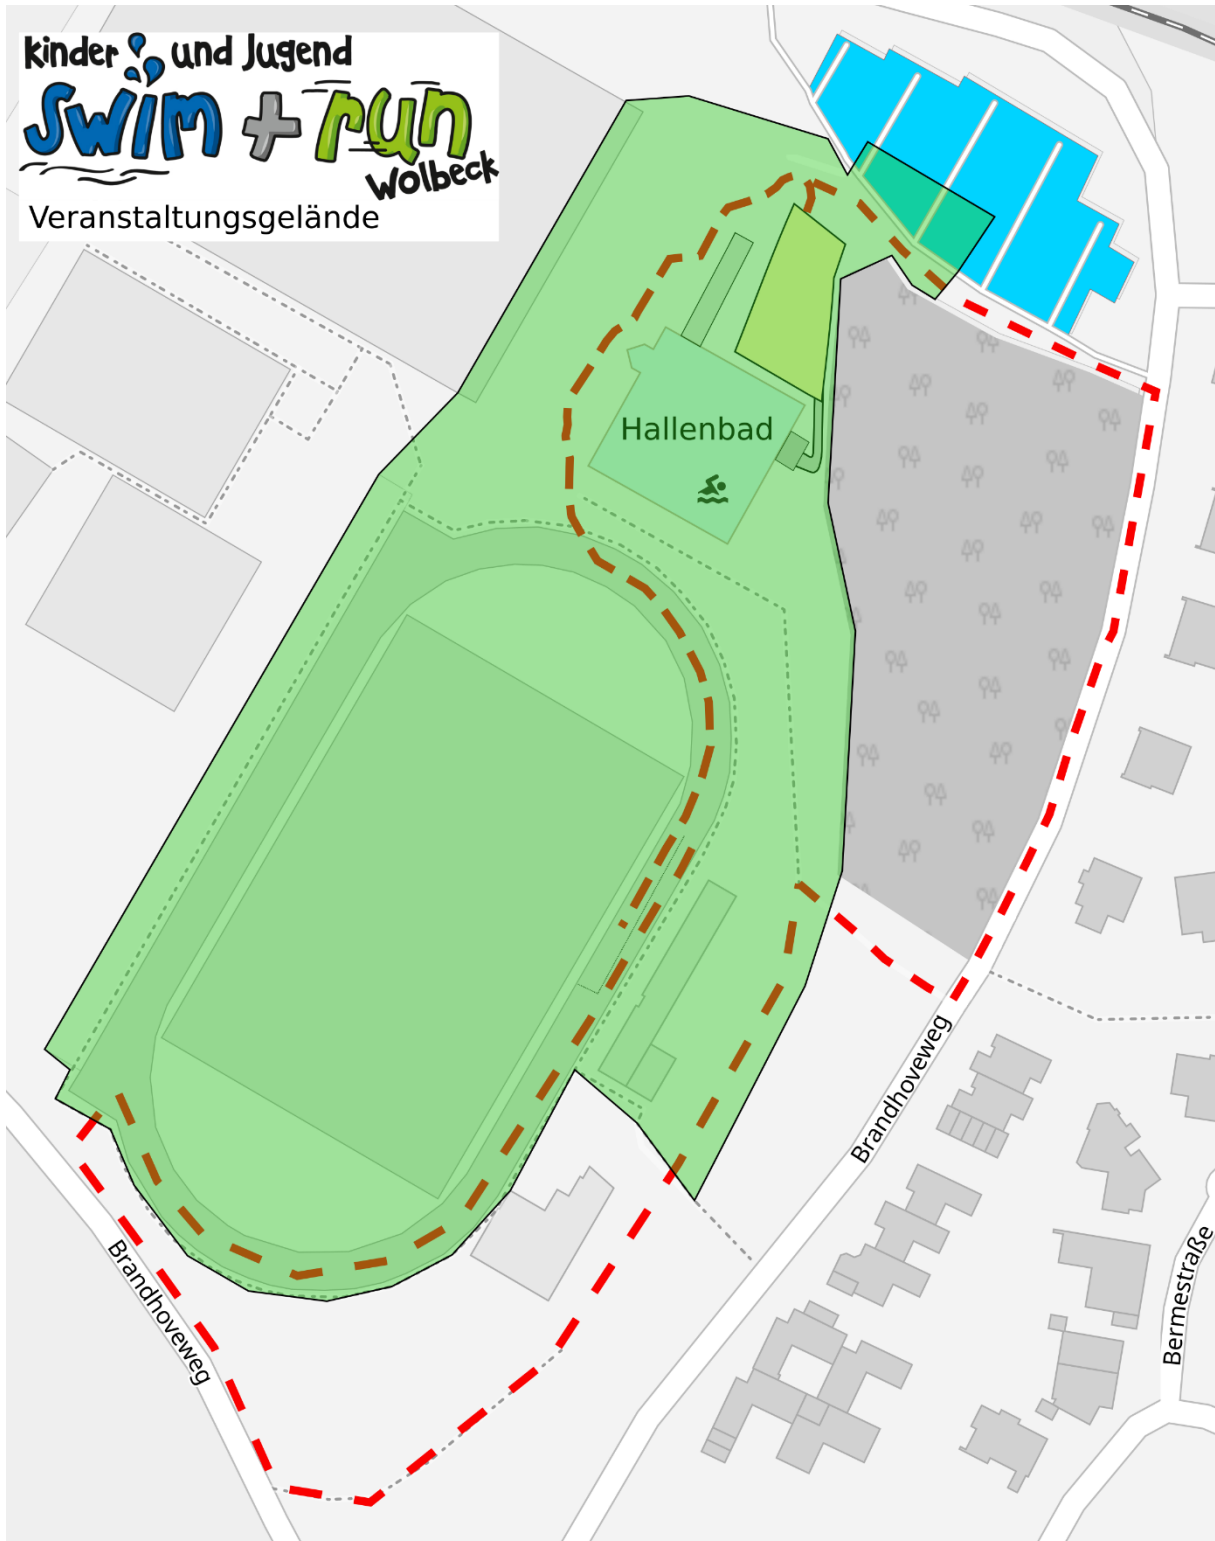 kinder und Jugend
swim + run
Wolbeck
Veranstaltungsgelände
Hallenbad
Brandhoveweg
Brandhoveweg
Bermestraße